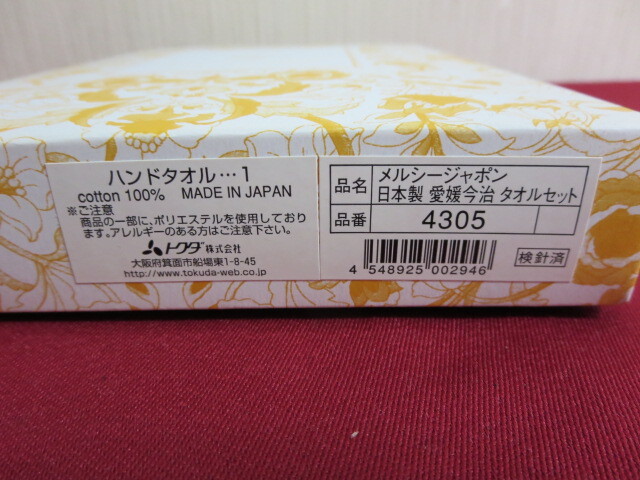 ハンドタオル…1
cotton 100% MADE IN JAPAN
※ご注意
商品の一部に、ポリエステルを使用しており
ます。アレルギーのある方はご注意下さい。
トクダ株式会社
大阪府箕面市船場東1-8-45
http://www.tokuda-web.co.jp
品名 メルシージャポン
日本製 愛媛今治 タオルセット
品番 4305
4 548925 002946
検針済